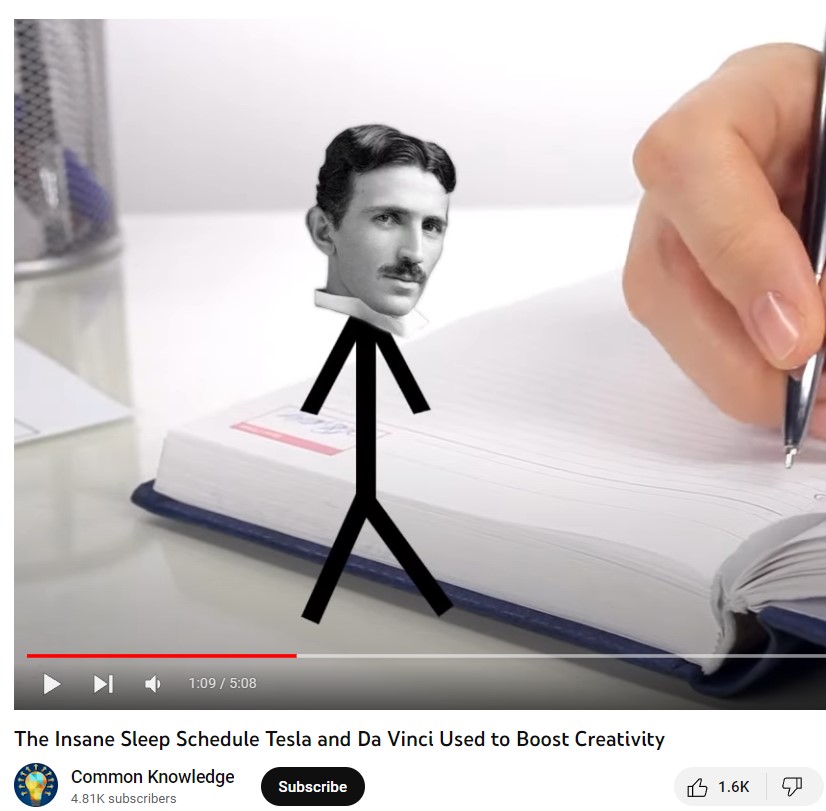 1:09 / 5:08
The Insane Sleep Schedule Tesla and Da Vinci Used to Boost Creativity
Common Knowledge
4.81K subscribers
Subscribe
1.6K